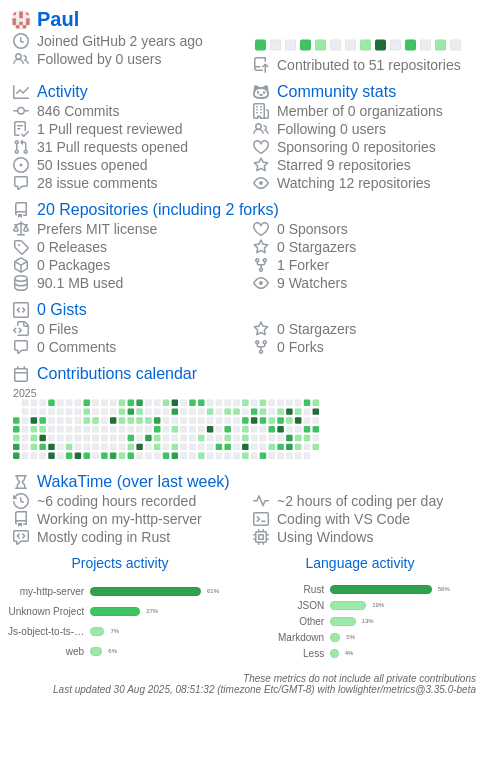 Paul
Joined GitHub 2 years ago
Followed by 0 users
Contributed to 51 repositories
Activity
846 Commits
1 Pull request reviewed
31 Pull requests opened
50 Issues opened
28 issue comments
Community stats
Member of 0 organizations
Following 0 users
Sponsoring 0 repositories
Starred 9 repositories
Watching 12 repositories
20 Repositories (including 2 forks)
Prefers MIT license
0 Releases
0 Packages
90.1 MB used
0 Sponsors
0 Stargazers
1 Forker
9 Watchers
0 Gists
0 Files
0 Comments
0 Stargazers
0 Forks
Contributions calendar
2025
WakaTime (over last week)
~6 coding hours recorded
Working on my-http-server
Mostly coding in Rust
~2 hours of coding per day
Coding with VS Code
Using Windows
Projects activity
my-http-server 61%
Unknown Project 27%
Js-object-to-ts-… 7%
web 6%
Language activity
Rust 56%
JSON 19%
Other 13%
Markdown 5%
Less 4%
These metrics do not include all private contributions
Last updated 30 Aug 2025, 08:51:32 (timezone Etc/GMT-8) with lowlighter/metrics@3.35.0-beta